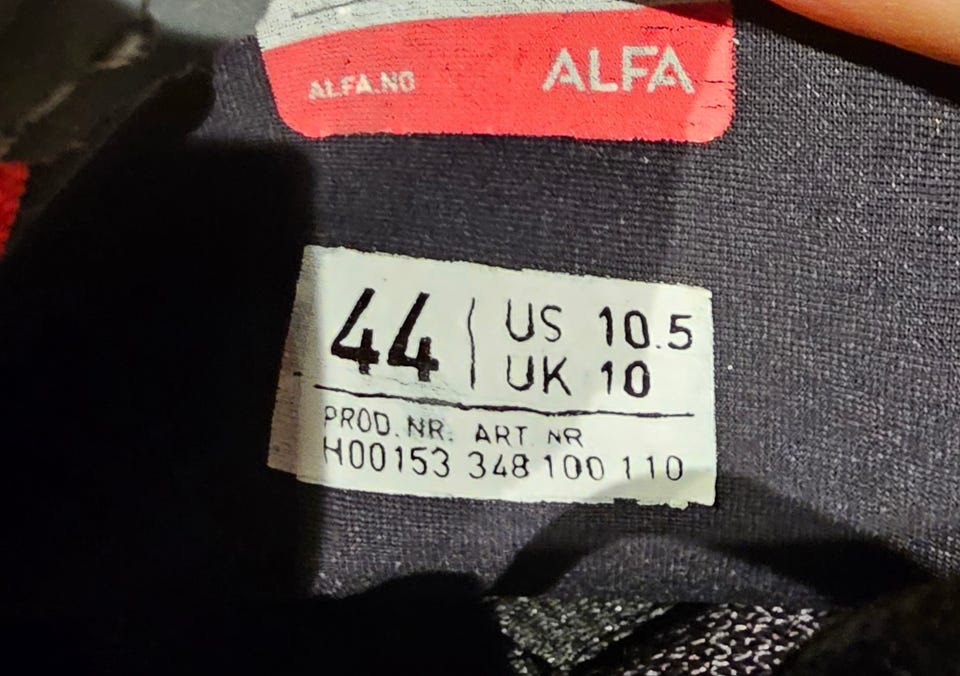 ALFA.NO ALFA
44 US 10.5
UK 10
PROD. NR. ART. NR
H00153 348 100 110